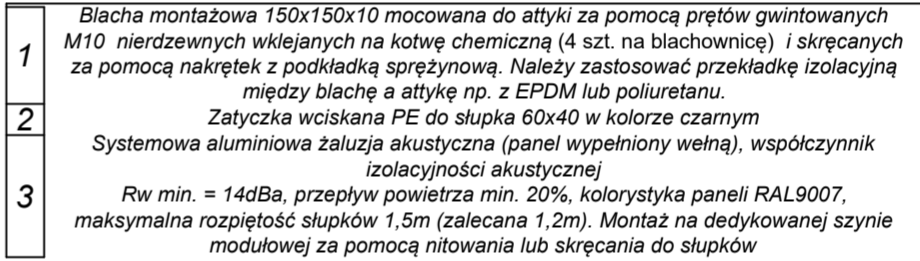 1
Blacha montażowa 150x150x10 mocowana do attyki za pomocą prętów gwintowanych
M10 nierdzewnych wklejanych na kotwę chemiczną (4 szt. na blachownicę) i skręcanych
za pomocą nakrętek z podkładką sprężynową. Należy zastosować przekładkę izolacyjną
między blachę a attykę np. z EPDM lub poliuretanu.
2
Zatyczka wciskana PE do słupka 60x40 w kolorze czarnym
3
Systemowa aluminiowa żaluzja akustyczna (panel wypełniony wełną), współczynnik
izolacyjności akustycznej
Rw min. = 14dBa, przepływ powietrza min. 20%, kolorystyka paneli RAL9007,
maksymalna rozpiętość słupków 1,5m (zalecana 1,2m). Montaż na dedykowanej szynie
modułowej za pomocą nitowania lub skręcania do słupków